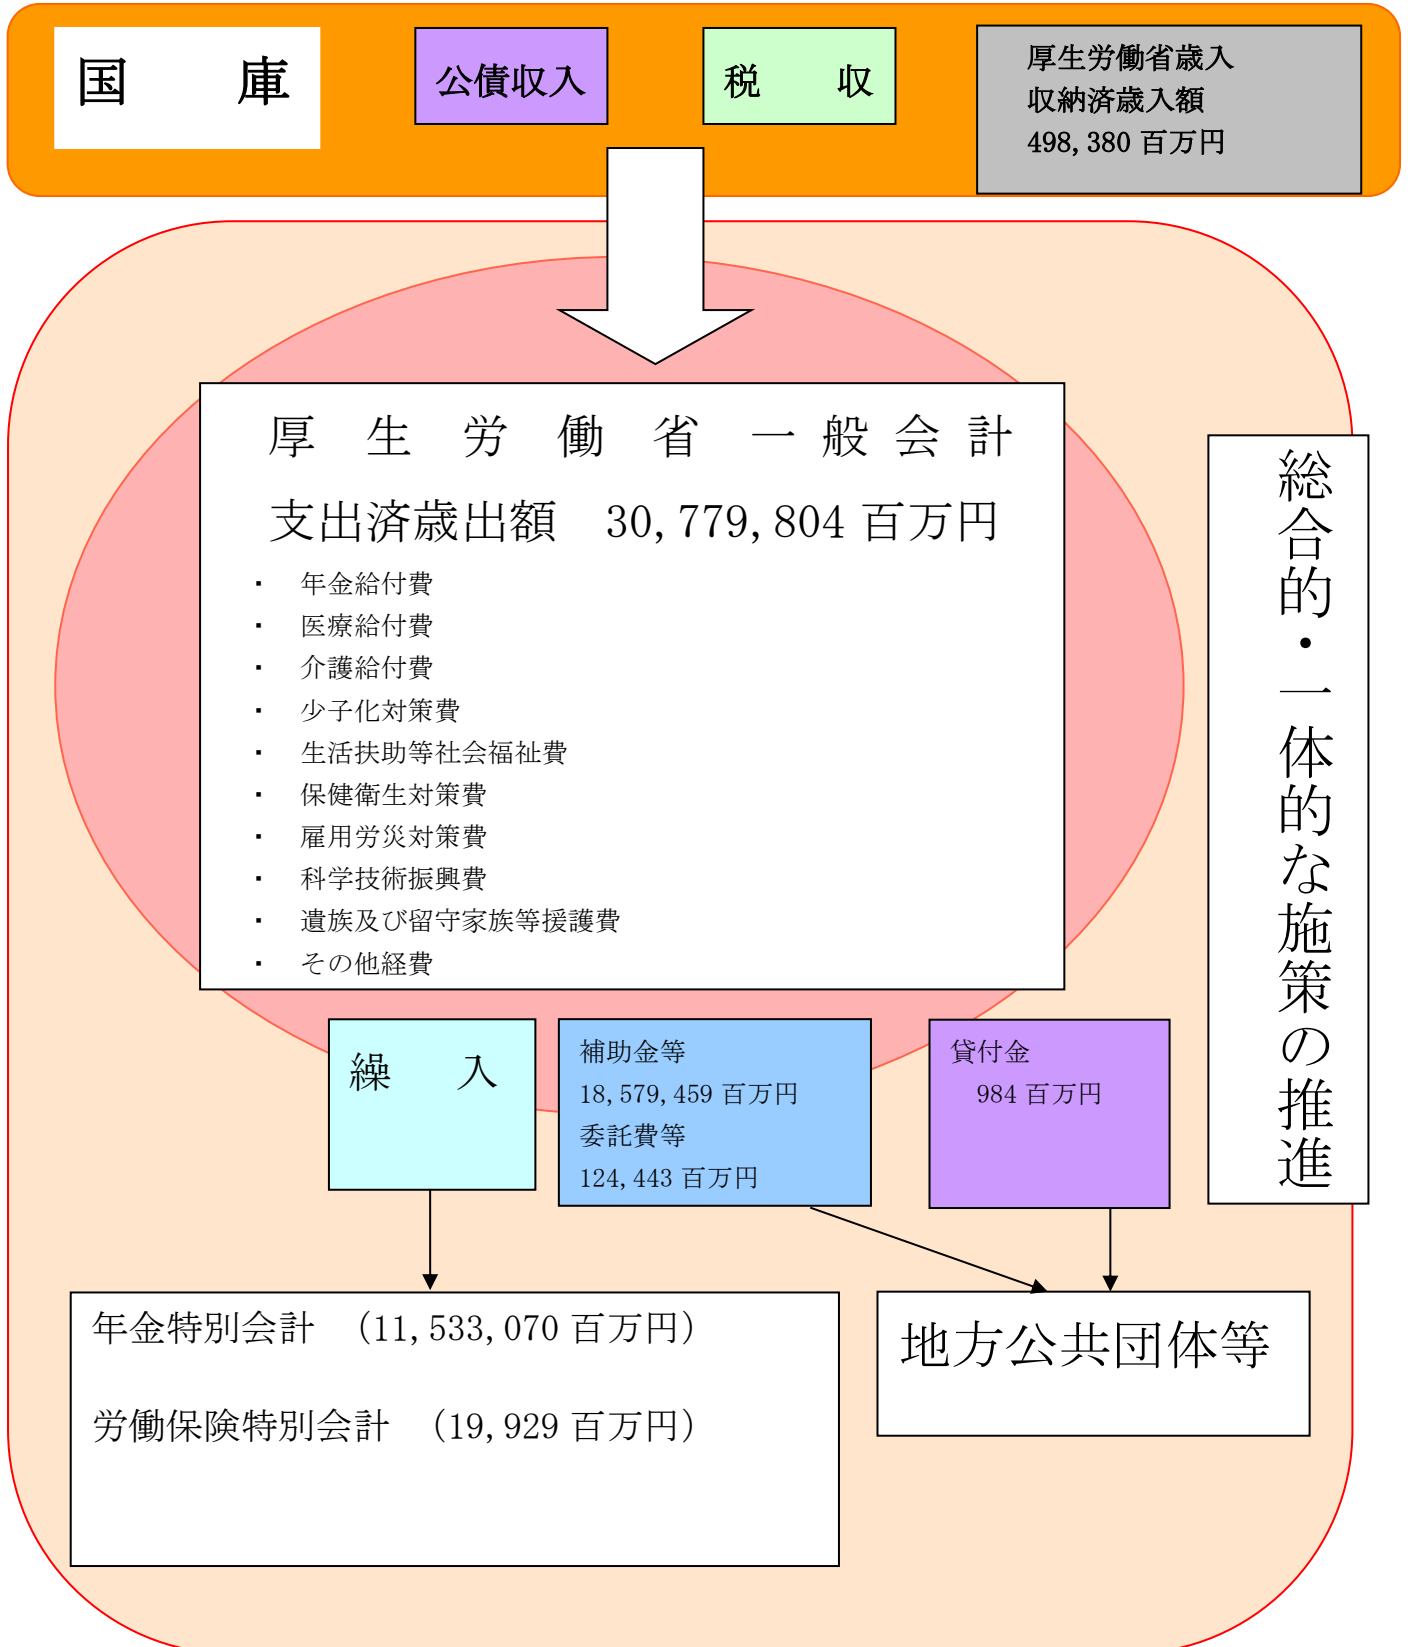 国　　庫
公債収入
税　　収
厚生労働省歳入
収納済歳入額
498,380 百万円
厚　生　労　働　省　一 般 会 計
支出済歳出額　30,779,804 百万円
・　年金給付費
・　医療給付費
・　介護給付費
・　少子化対策費
・　生活扶助等社会福祉費
・　保健衛生対策費
・　雇用労災対策費
・　科学技術振興費
・　遺族及び留守家族等援護費
・　その他経費
総合的・一体的な施策の推進
繰　入
補助金等
18,579,459 百万円
委託費等
124,443 百万円
貸付金
984 百万円
年金特別会計　（11,533,070 百万円）
労働保険特別会計　（19,929 百万円）
地方公共団体等